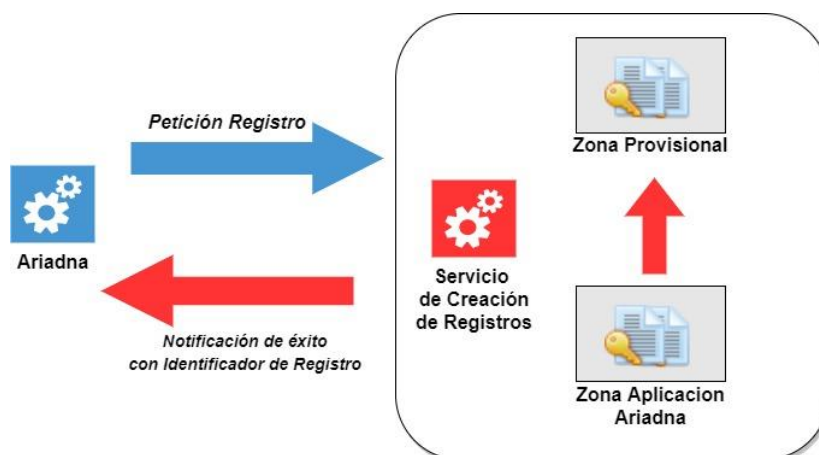 Petición Registro
Ariadna
Notificación de éxito
con Identificador de Registro
Servicio
de Creación
de Registros
Zona Provisional
Zona Aplicacion
Ariadna